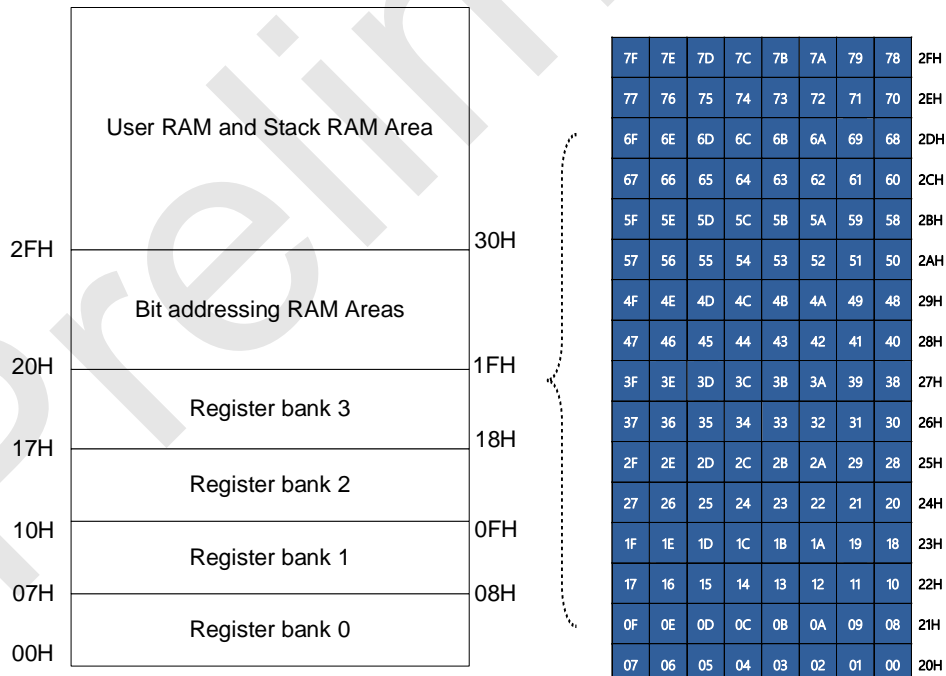 Prelim
User RAM and Stack RAM Area
2FH 30H
Bit addressing RAM Areas
20H 1FH
Register bank 3
17H 18H
Register bank 2
10H 0FH
Register bank 1
07H 08H
Register bank 0
00H
7F 7E 7D 7C 7B 7A 79 78 2FH
77 76 75 74 73 72 71 70 2EH
6F 6E 6D 6C 6B 6A 69 68 2DH
67 66 65 64 63 62 61 60 2CH
5F 5E 5D 5C 5B 5A 59 58 2BH
57 56 55 54 53 52 51 50 2AH
4F 4E 4D 4C 4B 4A 49 48 29H
47 46 45 44 43 42 41 40 28H
3F 3E 3D 3C 3B 3A 39 38 27H
37 36 35 34 33 32 31 30 26H
2F 2E 2D 2C 2B 2A 29 28 25H
27 26 25 24 23 22 21 20 24H
1F 1E 1D 1C 1B 1A 19 18 23H
17 16 15 14 13 12 11 10 22H
0F 0E 0D 0C 0B 0A 09 08 21H
07 06 05 04 03 02 01 00 20H